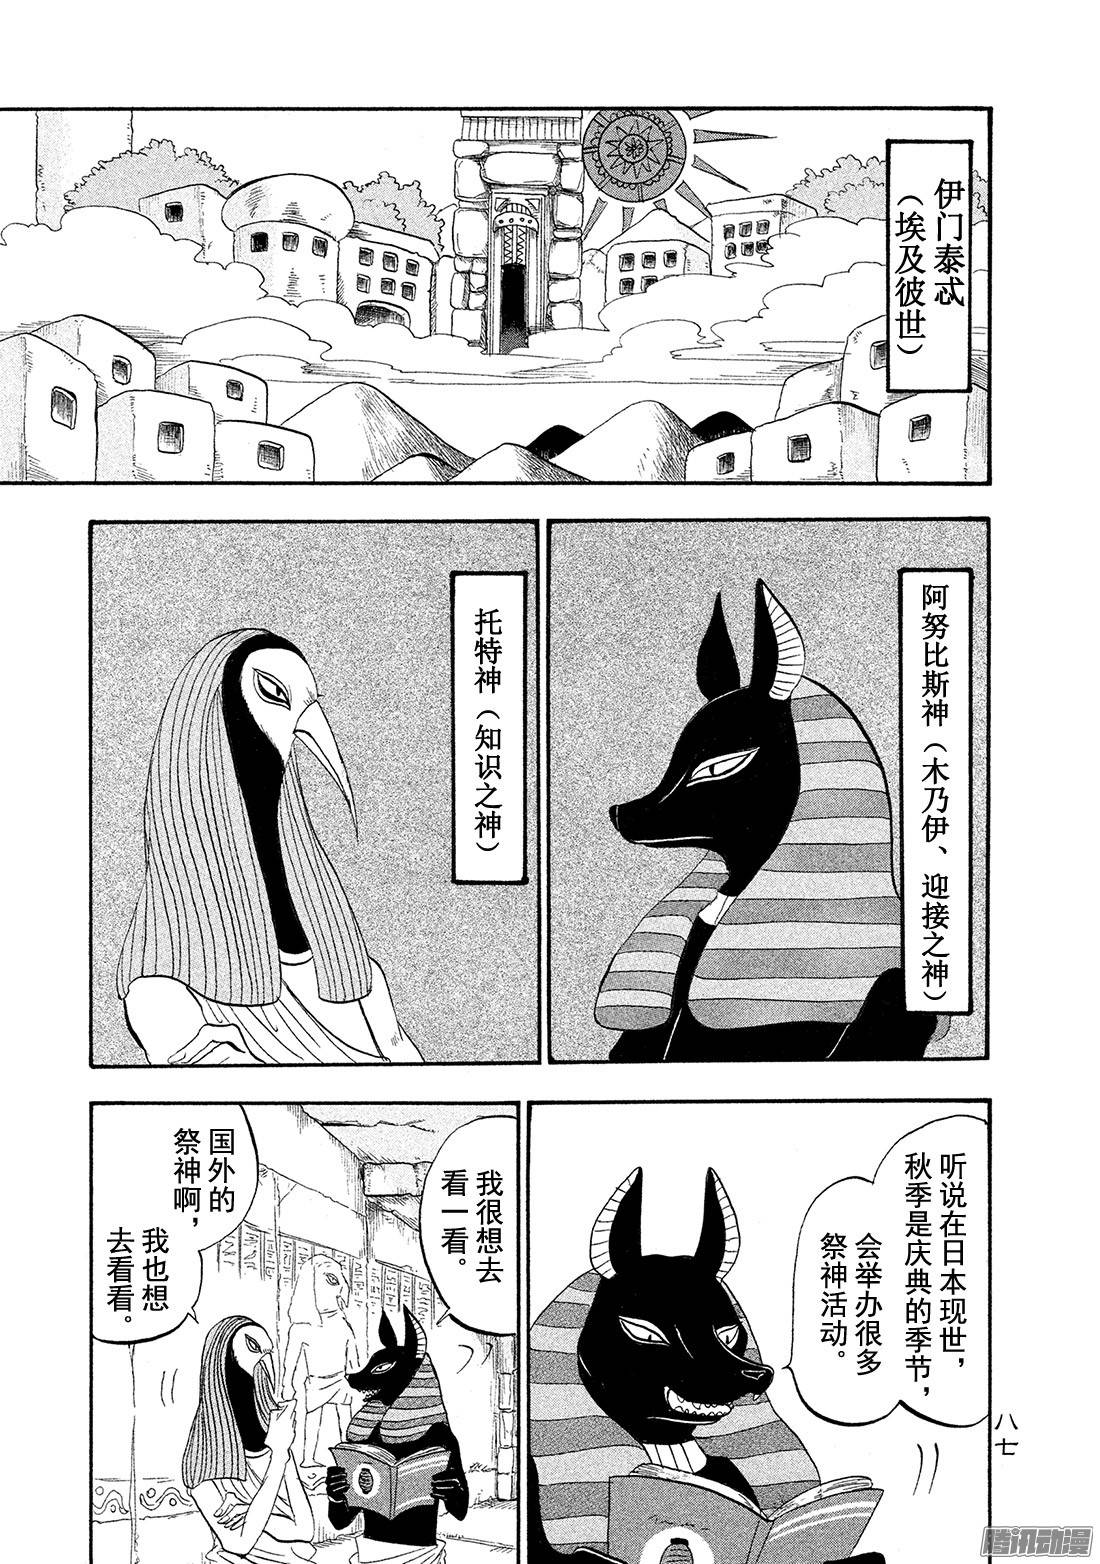 伊门泰忒
（埃及彼世）
阿努比斯神（木乃伊、迎接之神）
托特神（知识之神）
听说在日本现世，
秋季是庆典的季节，
会举办很多
祭神活动。
我很想去
看一看。
国外的
祭神啊，
我也想
去看看。
八七
腾讯动漫